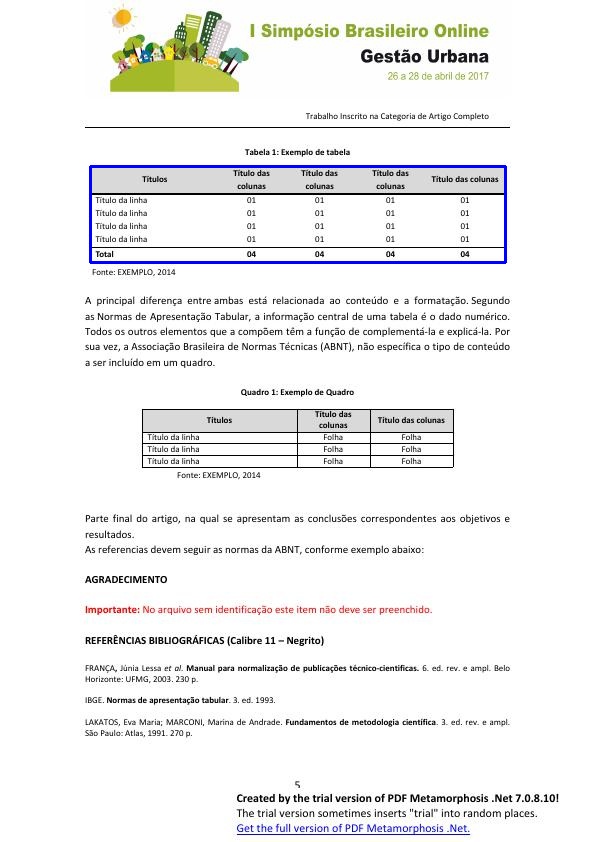 I Simpósio Brasileiro Online
Gestão Urbana
26 a 28 de abril de 2017
Trabalho Inscrito na Categoria de Artigo Completo
Tabela 1: Exemplo de tabela
Títulos Título das colunas Título das colunas Título das colunas Título das colunas
Título da linha 01 01 01 01
Título da linha 01 01 01 01
Título da linha 01 01 01 01
Título da linha 01 01 01 01
Total 04 04 04 04
Fonte: EXEMPLO, 2014
A principal diferença entre ambas está relacionada ao conteúdo e a formatação. Segundo
as Normas de Apresentação Tabular, a informação central de uma tabela é o dado numérico.
Todos os outros elementos que a compõem têm a função de complementá-la e explicá-la. Por
sua vez, a Associação Brasileira de Normas Técnicas (ABNT), não específica o tipo de conteúdo
a ser incluído em um quadro.
Quadro 1: Exemplo de Quadro
Títulos Título das colunas Título das colunas
Título da linha Folha Folha
Título da linha Folha Folha
Título da linha Folha Folha
Fonte: EXEMPLO, 2014
Parte final do artigo, na qual se apresentam as conclusões correspondentes aos objetivos e
resultados.
As referencias devem seguir as normas da ABNT, conforme exemplo abaixo:
AGRADECIMENTO
Importante: No arquivo sem identificação este item não deve ser preenchido.
REFERÊNCIAS BIBLIOGRÁFICAS (Calibre 11 – Negrito)
FRANÇA, Júnia Lessa et al. Manual para normalização de publicações técnico-cientificas. 6. ed. rev. e ampl. Belo
Horizonte: UFMG, 2003. 230 p.
IBGE. Normas de apresentação tabular. 3. ed. 1993.
LAKATOS, Eva Maria; MARCONI, Marina de Andrade. Fundamentos de metodologia científica. 3. ed. rev. e ampl.
São Paulo: Atlas, 1991. 270 p.
5
Created by the trial version of PDF Metamorphosis .Net 7.0.8.10!
The trial version sometimes inserts "trial" into random places.
Get the full version of PDF Metamorphosis .Net.